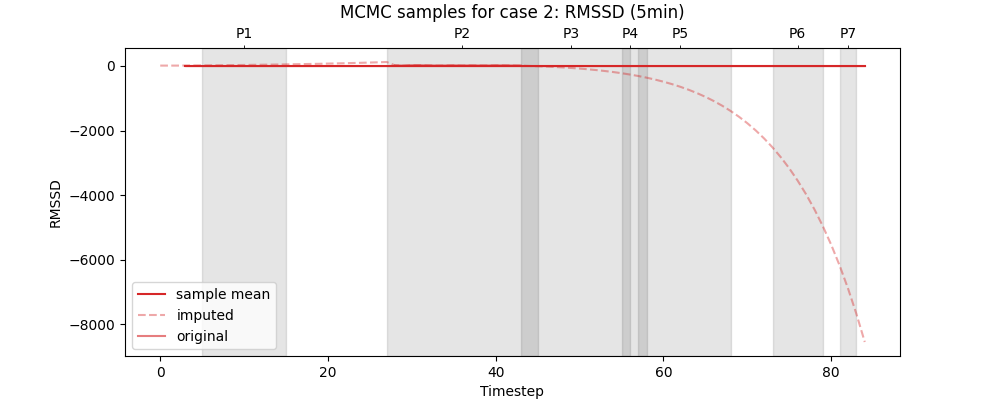 MCMC samples for case 2: RMSSD (5min)
P1 P2 P3 P4 P5 P6 P7
0
−2000
−4000
−6000
−8000
RMSSD
sample mean
imputed
original
0 20 40 60 80
Timestep